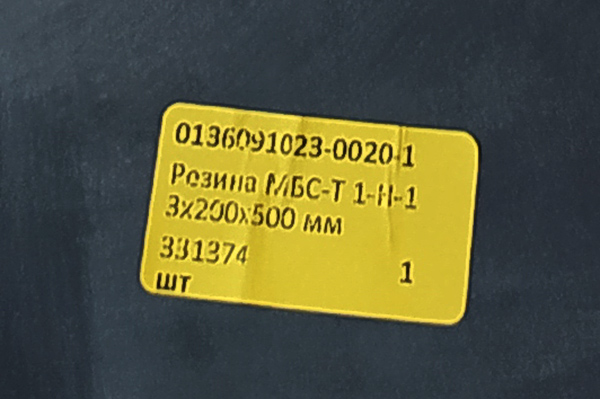 0136091023-0020-1
Резина МБС-Т 1-Н-1
3х200х500 мм
331374
1
шт